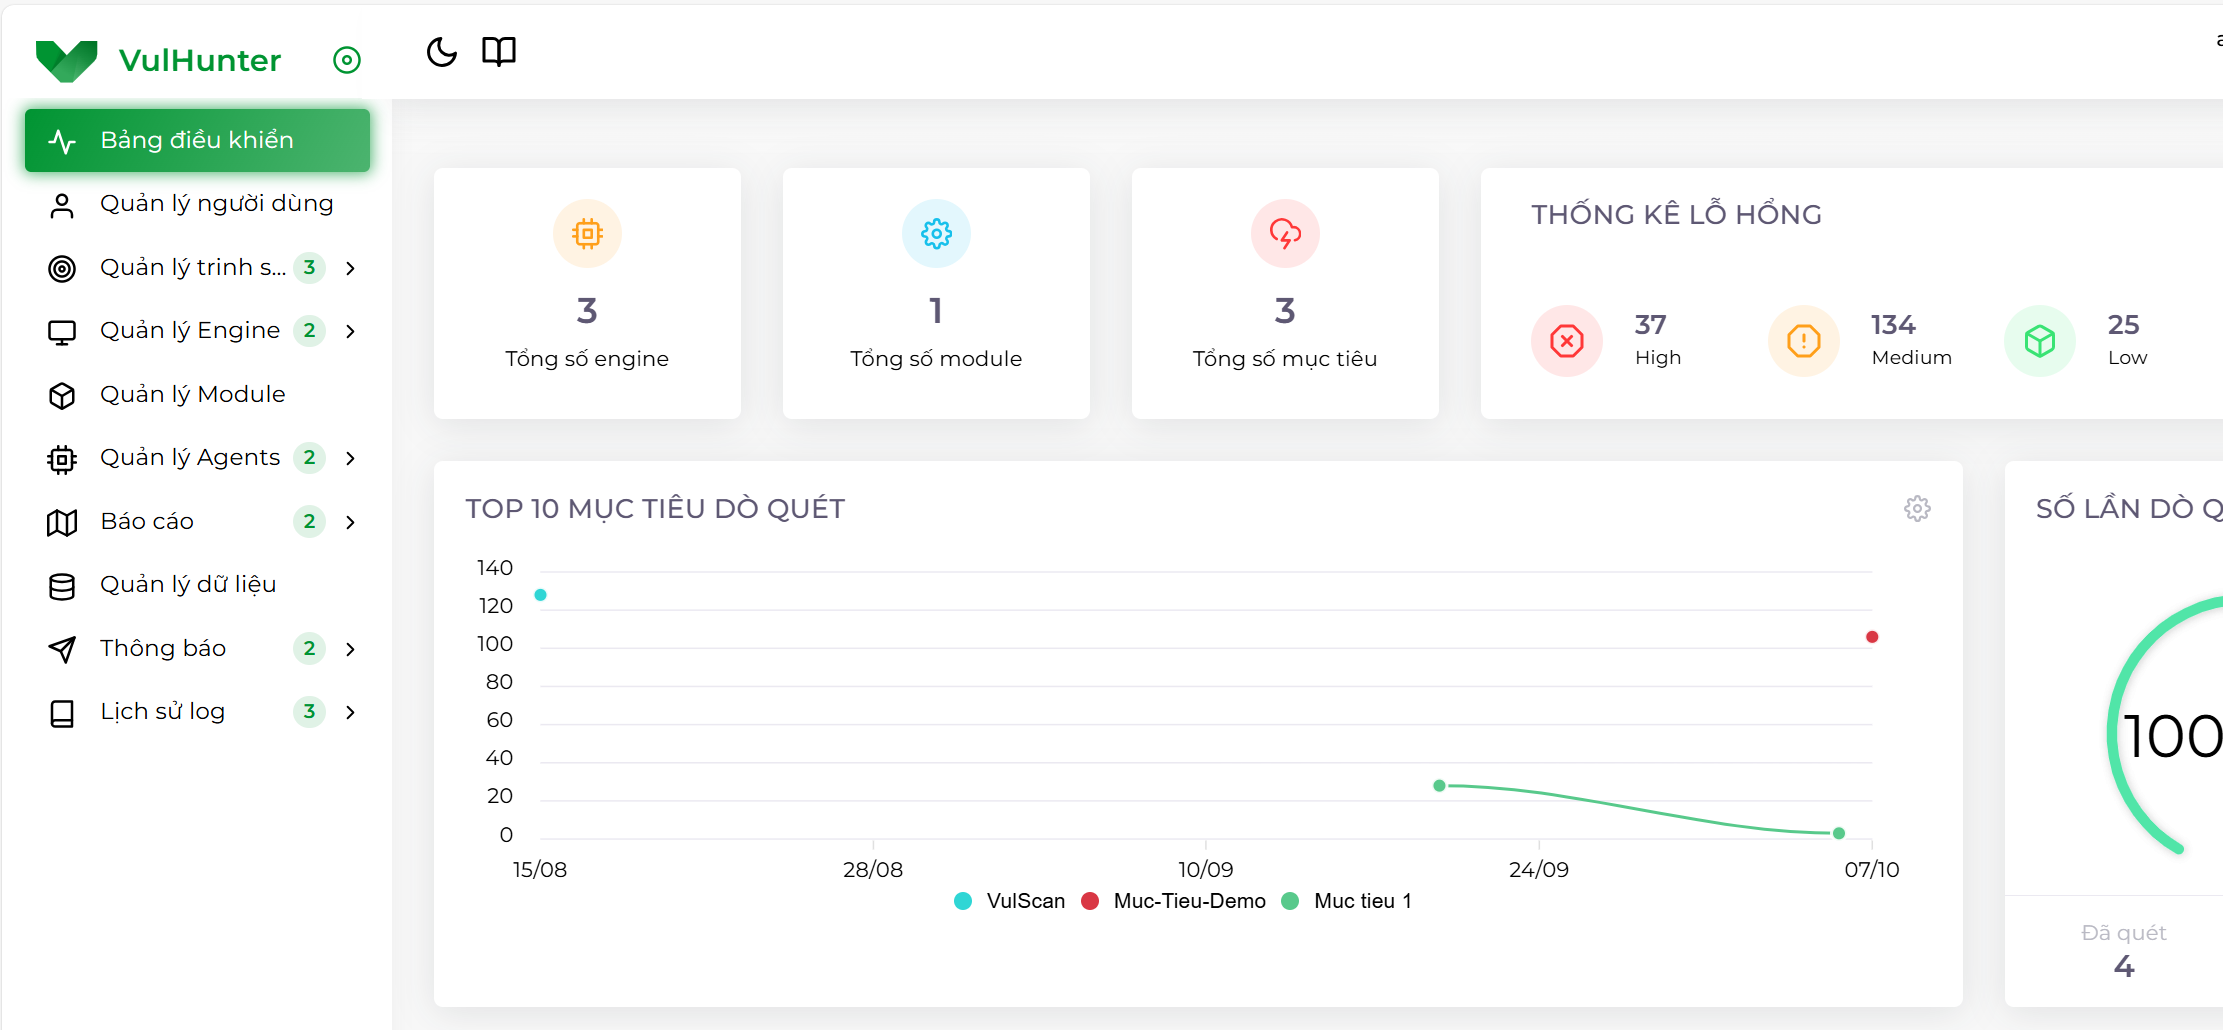 VulHunter
a
Bảng điều khiển
Quản lý người dùng
Quản lý trinh s... 3
Quản lý Engine 2
Quản lý Module
Quản lý Agents 2
Báo cáo 2
Quản lý dữ liệu
Thông báo 2
Lịch sử log 3
3
Tổng số engine
1
Tổng số module
3
Tổng số mục tiêu
THỐNG KÊ LỖ HỔNG
37
High
134
Medium
25
Low
TOP 10 MỤC TIÊU DÒ QUÉT
140
120
100
80
60
40
20
0
15/08 28/08 10/09 24/09 07/10
VulScan Muc-Tieu-Demo Muc tieu 1
SỐ LẦN DÒ Q
100
Đã quét
4